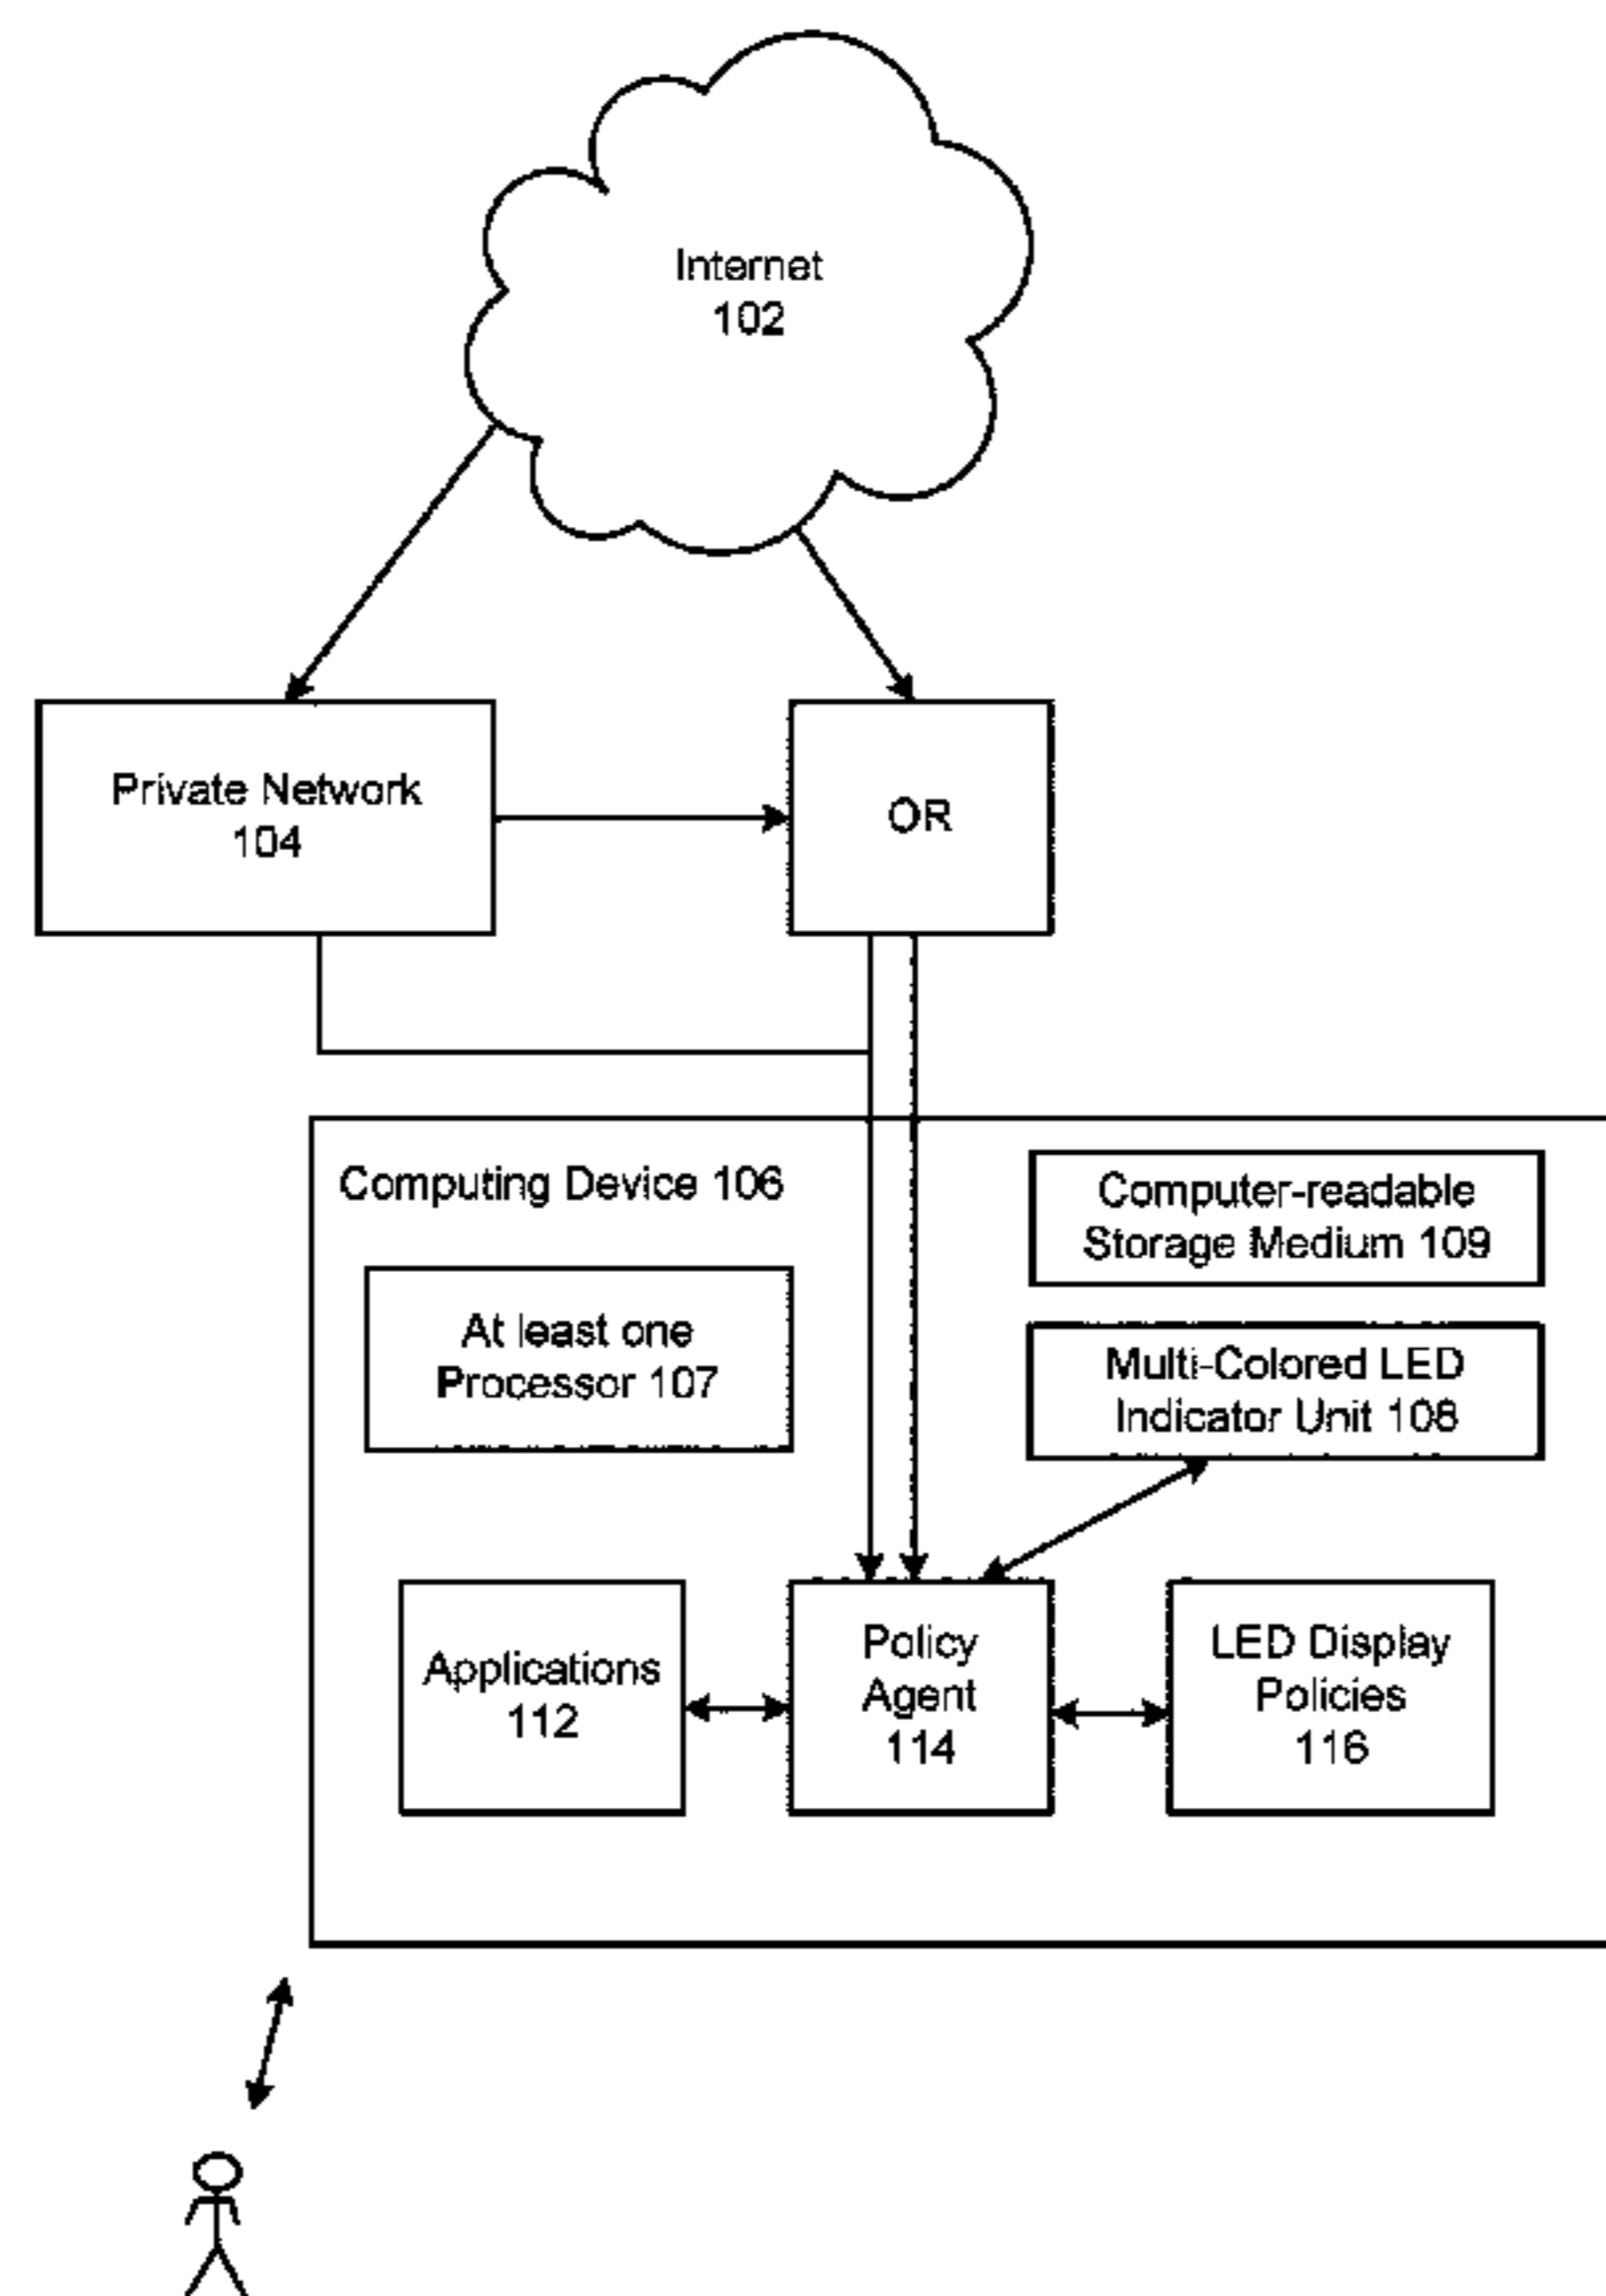 Internet
102
Private Network
104
OR
Computing Device 106
Computer-readable
Storage Medium 109
At least one
Processor 107
Multi-Colored LED
Indicator Unit 108
Applications
112
Policy
Agent
114
LED Display
Policies
116